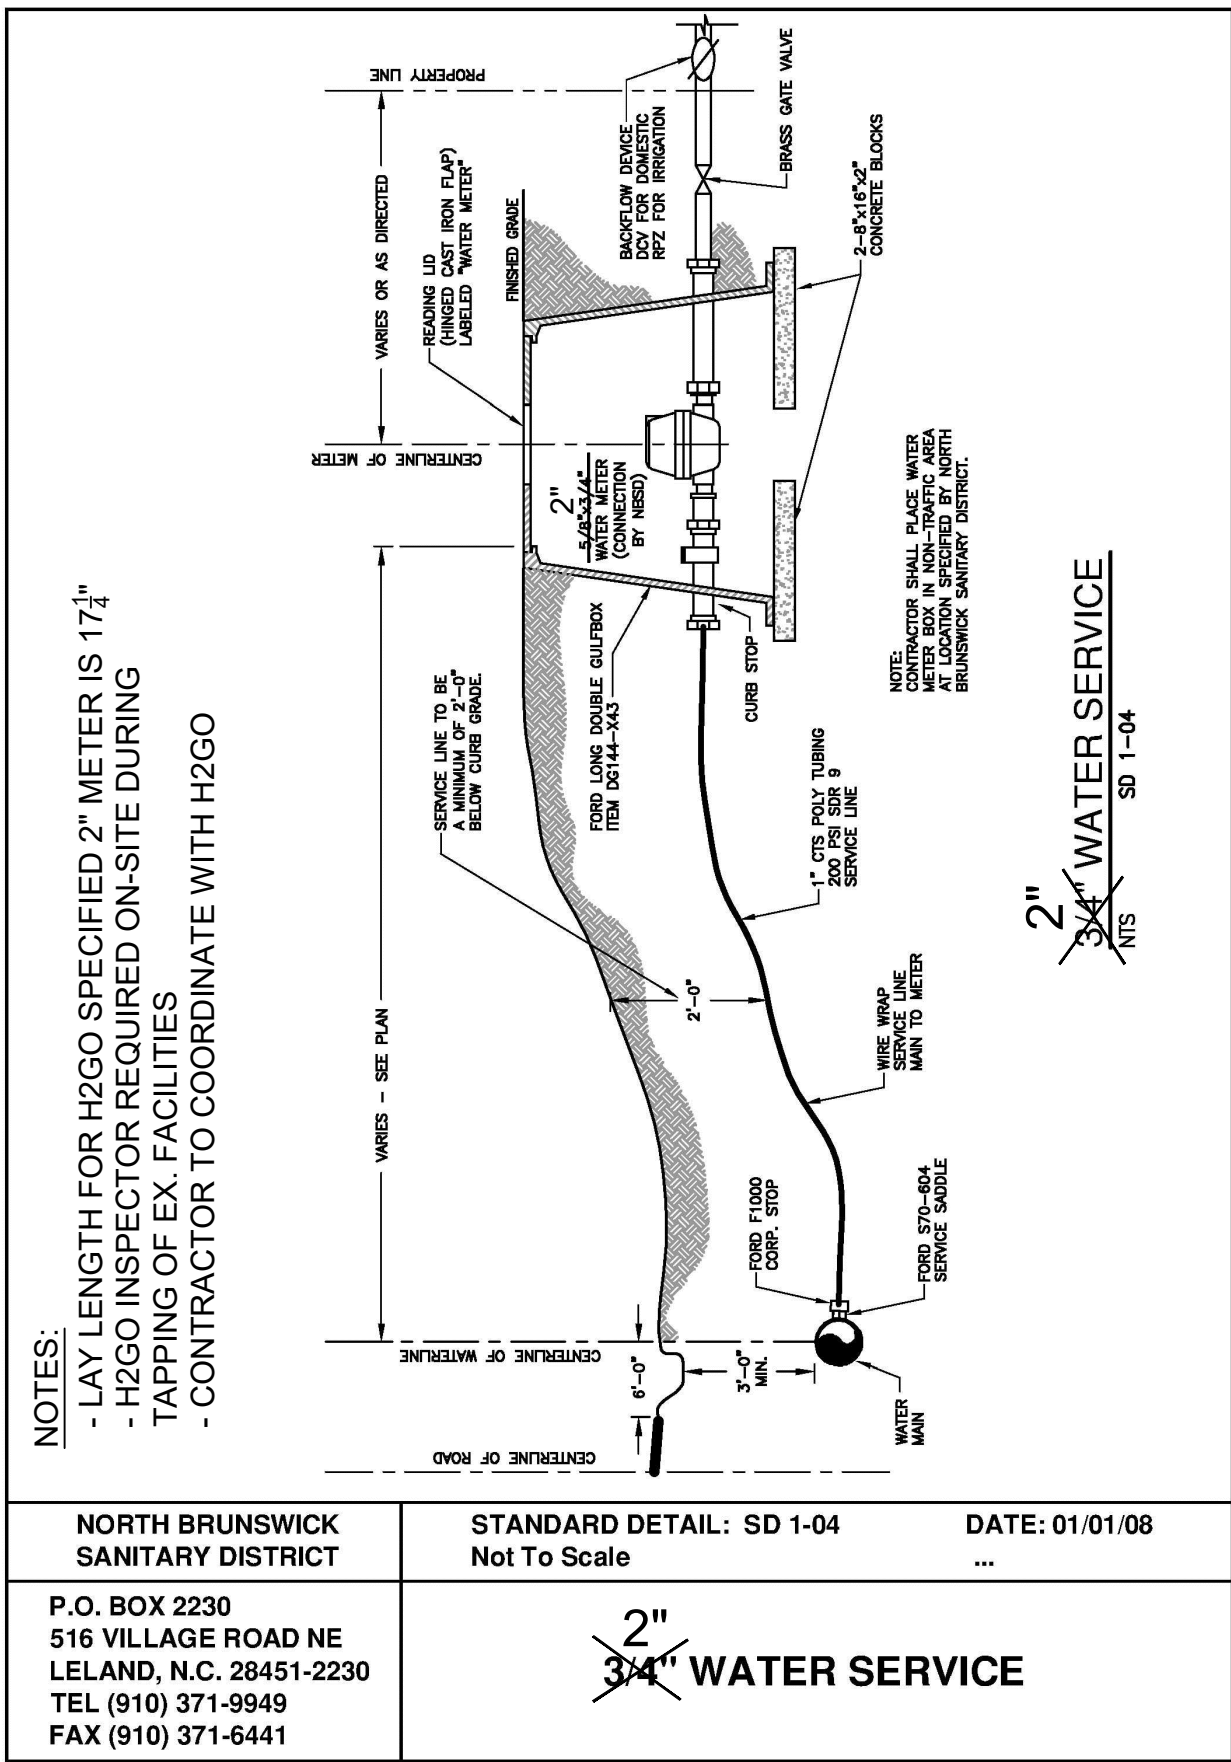 NOTES:
- LAY LENGTH FOR H2GO SPECIFIED 2" METER IS 17 1/4"
- H2GO INSPECTOR REQUIRED ON-SITE DURING
TAPPING OF EX. FACILITIES
- CONTRACTOR TO COORDINATE WITH H2GO
CENTERLINE OF ROAD
CENTERLINE OF WATERLINE
VARIES - SEE PLAN
CENTERLINE OF METER
VARIES OR AS DIRECTED
PROPERTY LINE
SERVICE LINE TO BE
A MINIMUM OF 2'-0"
BELOW CURB GRADE.
READING LID
(HINGED CAST IRON FLAP)
LABELED "WATER METER"
FINISHED GRADE
2"
5/8"x3/4"
WATER METER
(CONNECTION
BY NBSD)
FORD LONG DOUBLE GULFBOX
ITEM DG144-X43
BACKFLOW DEVICE
DCV FOR DOMESTIC
RPZ FOR IRRIGATION
6'-0"
2'-0"
3'-0"
MIN.
FORD F1000
CORP. STOP
CURB STOP
BRASS GATE VALVE
1" CTS POLY TUBING
200 PSI SDR 9
SERVICE LINE
2-8"x16"x2"
CONCRETE BLOCKS
WATER
MAIN
FORD S70-604
SERVICE SADDLE
WIRE WRAP
SERVICE LINE
MAIN TO METER
NOTE:
CONTRACTOR SHALL PLACE WATER
METER BOX IN NON-TRAFFIC AREA
AT LOCATION SPECIFIED BY NORTH
BRUNSWICK SANITARY DISTRICT.
2"
3/4" WATER SERVICE
NTS SD 1-04
NORTH BRUNSWICK
SANITARY DISTRICT
STANDARD DETAIL: SD 1-04 DATE: 01/01/08
Not To Scale ...
P.O. BOX 2230
516 VILLAGE ROAD NE
LELAND, N.C. 28451-2230
TEL (910) 371-9949
FAX (910) 371-6441
2"
3/4" WATER SERVICE